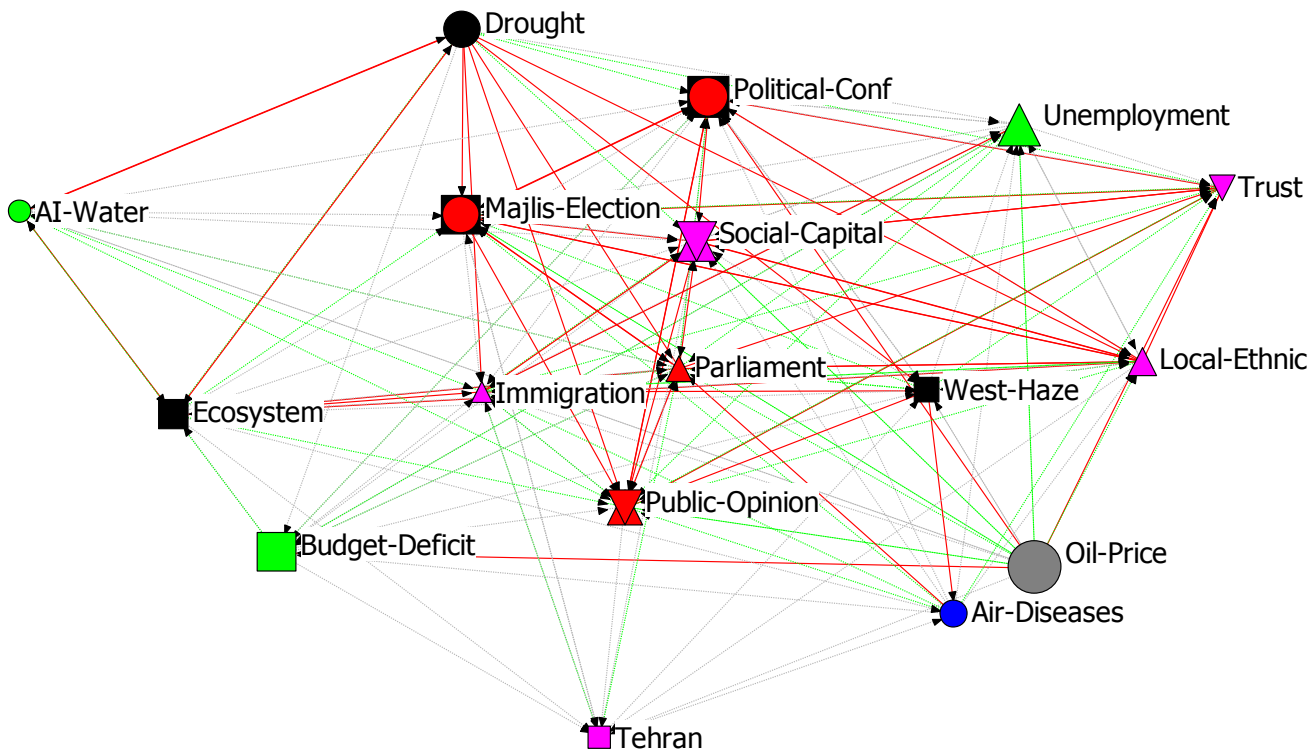 Drought
Political-Conf
Unemployment
Trust
AI-Water
Majlis-Election
Social-Capital
Parliament
Local-Ethnic
Immigration
West-Haze
Ecosystem
Public-Opinion
Budget-Deficit
Oil-Price
Air-Diseases
Tehran